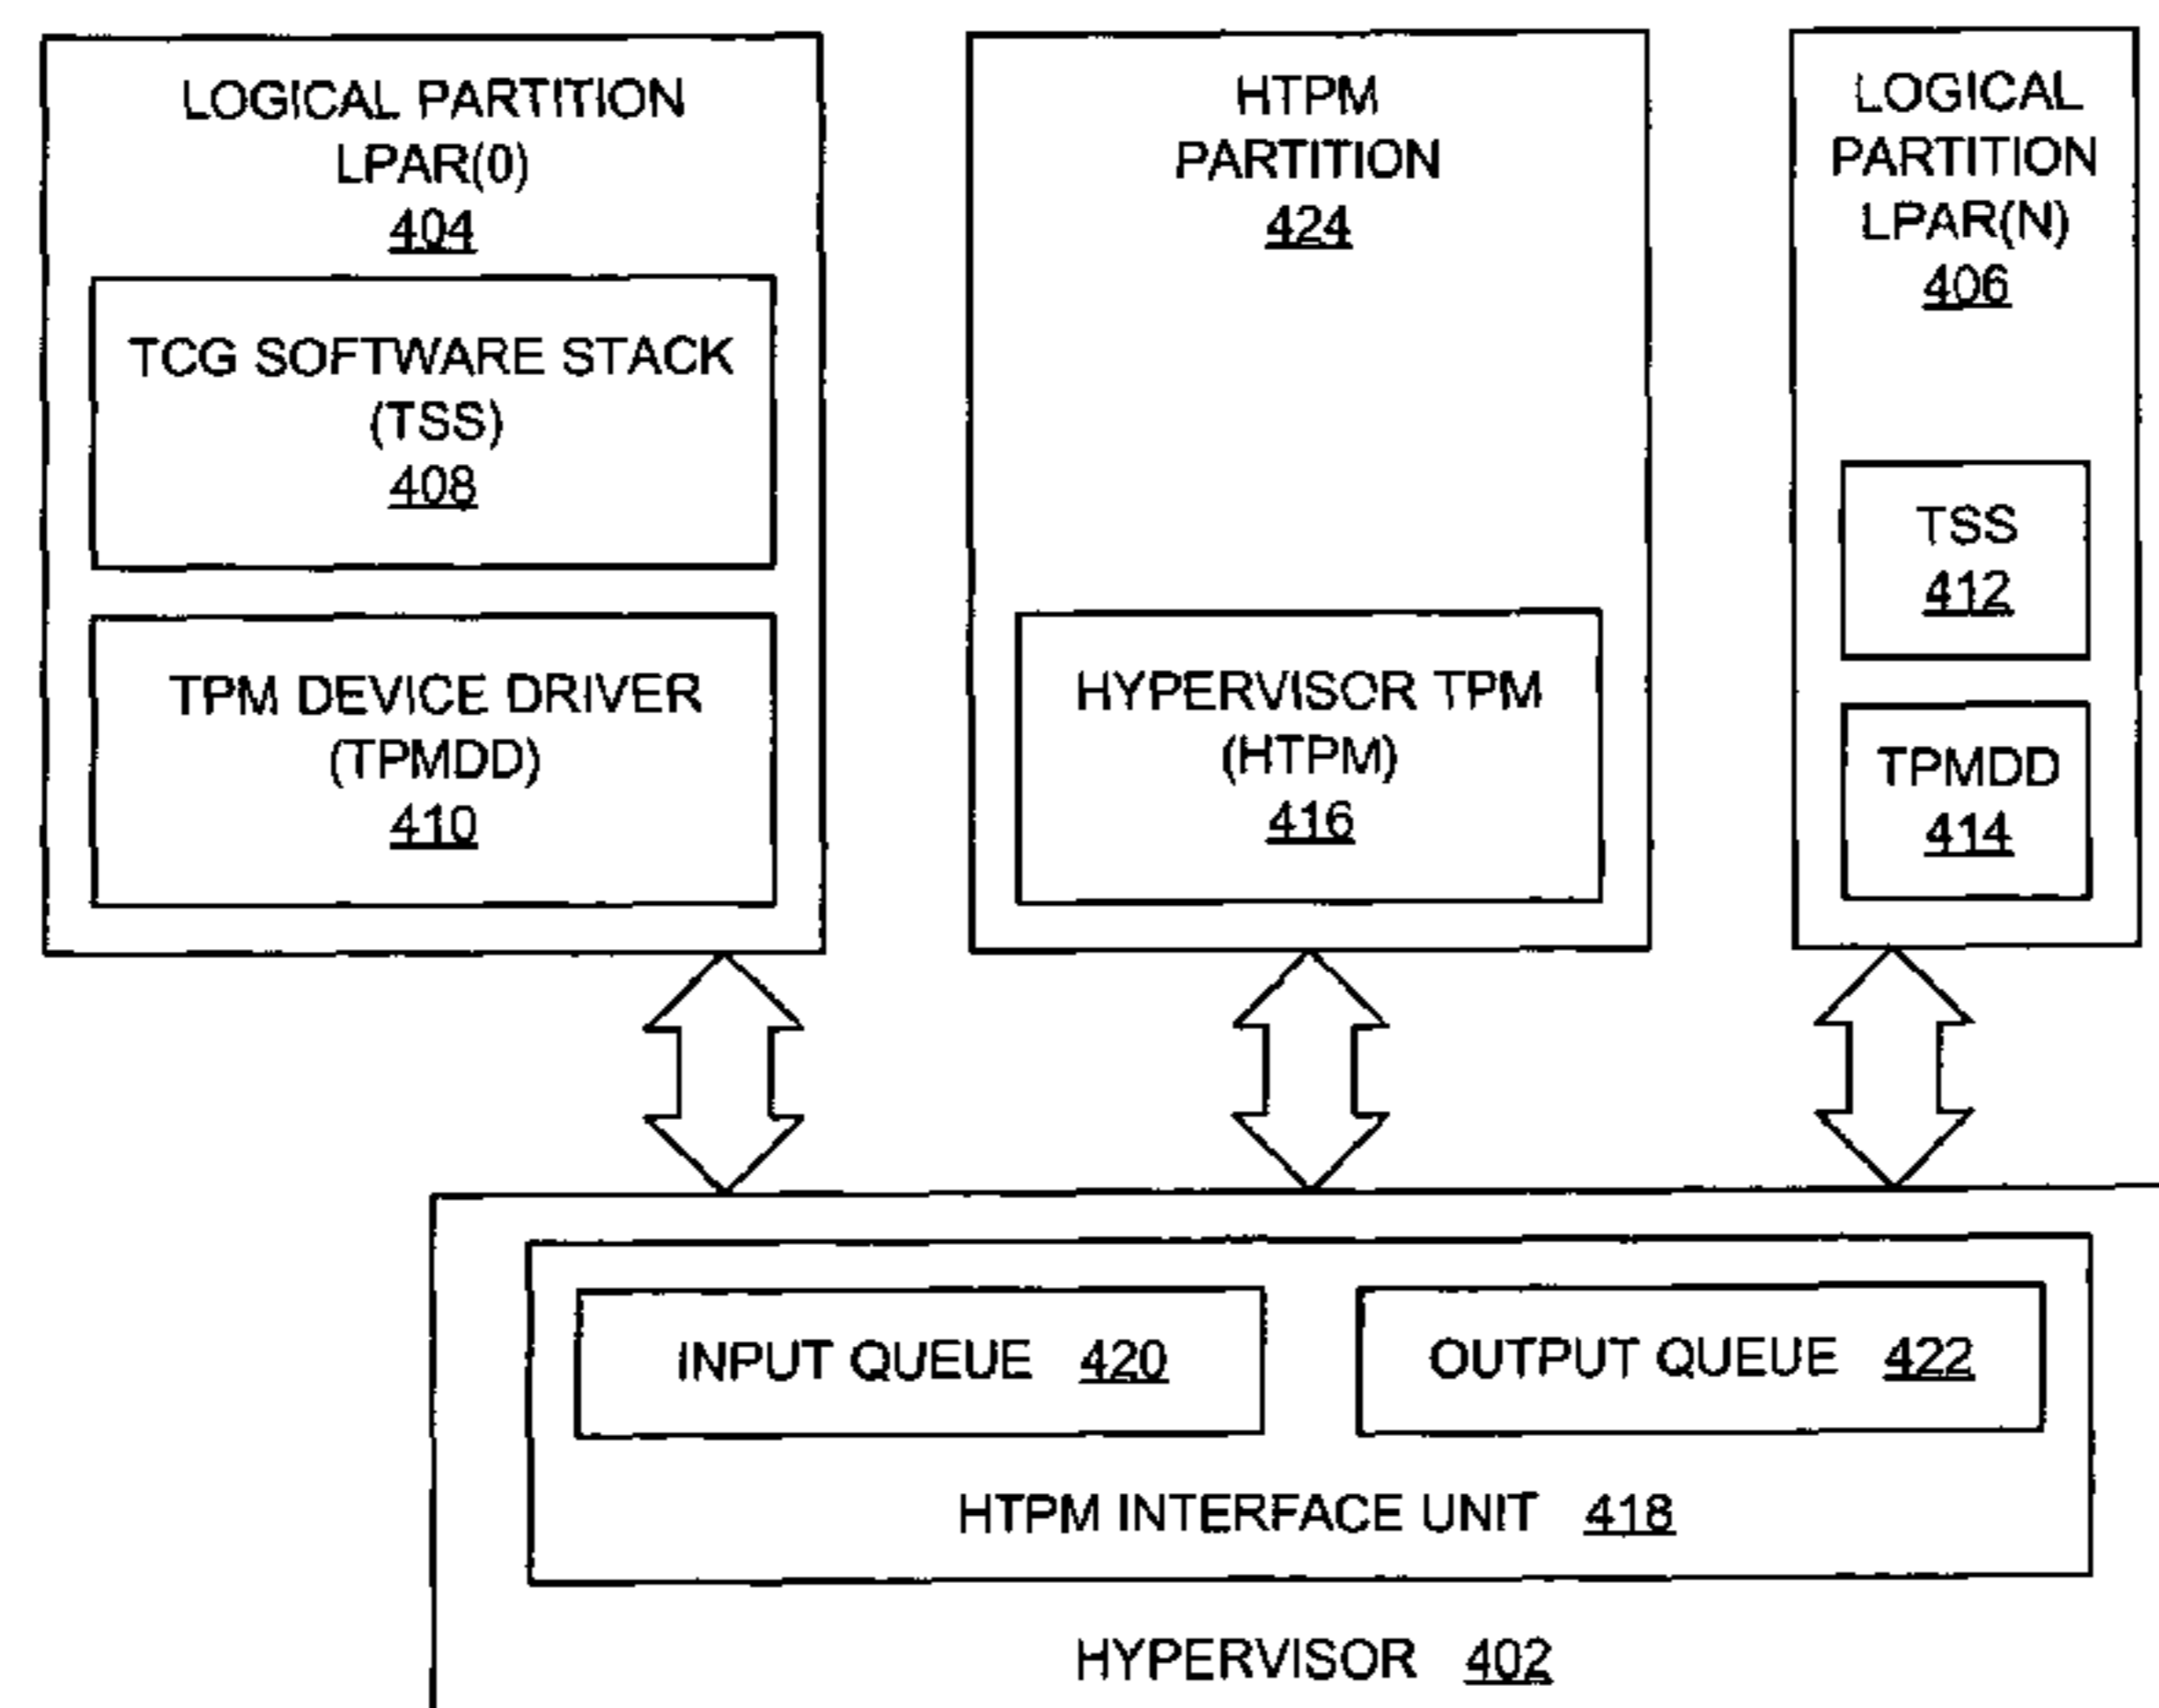 LOGICAL PARTITION
LPAR(0)
404
TCG SOFTWARE STACK
(TSS)
408
TPM DEVICE DRIVER
(TPMDD)
410
HTPM
PARTITION
424
HYPERVISOR TPM
(HTPM)
416
LOGICAL
PARTITION
LPAR(N)
406
TSS
412
TPMDD
414
INPUT QUEUE 420
OUTPUT QUEUE 422
HTPM INTERFACE UNIT 418
HYPERVISOR 402